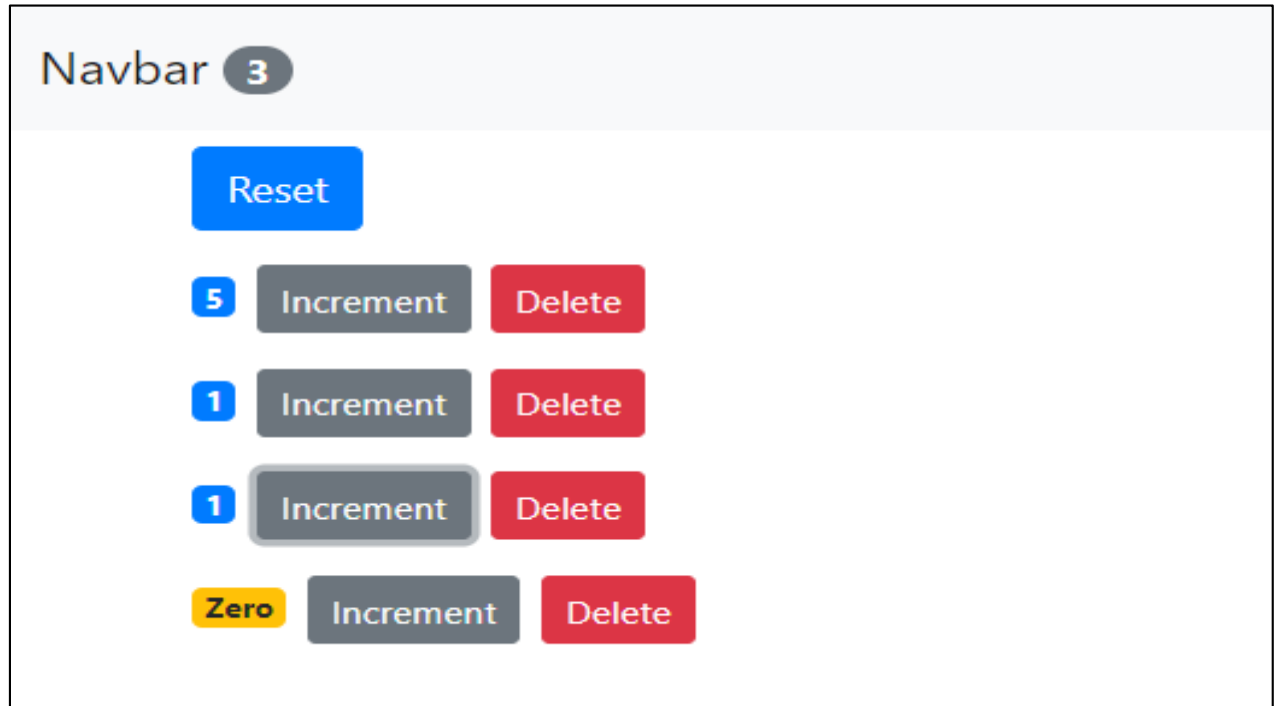 Navbar 3
Reset
5 Increment Delete
1 Increment Delete
1 Increment Delete
Zero Increment Delete